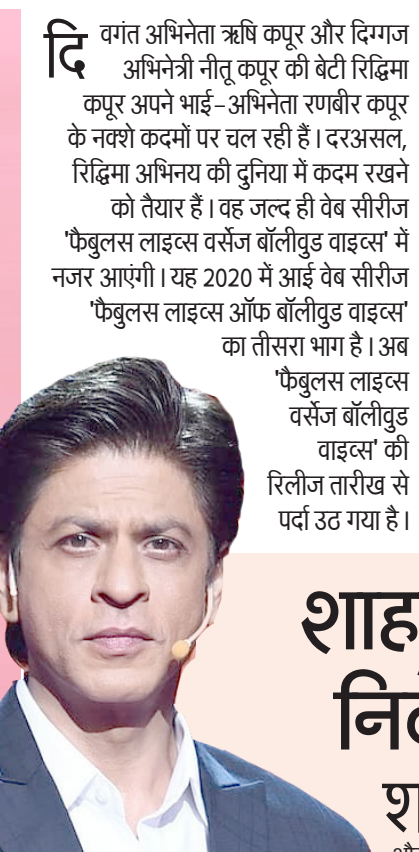 दिवगंत अभिनेता ऋषि कपूर और दिग्गज
अभिनेत्री नीतू कपूर की बेटी रिद्धिमा
कपूर अपने भाई-अभिनेता रणबीर कपूर
के नक्शे कदमों पर चल रही हैं। दरअसल,
रिद्धिमा अभिनय की दुनिया में कदम रखने
को तैयार हैं। वह जल्द ही वेब सीरीज
'फैबुलस लाइव्स वर्सेज बॉलीवुड वाइव्स' में
नजर आएंगी। यह 2020 में आई वेब सीरीज
'फैबुलस लाइव्स ऑफ बॉलीवुड वाइव्स'
का तीसरा भाग है। अब
'फैबुलस लाइव्स
वर्सेज बॉलीवुड
वाइव्स' की
रिलीज तारीख से
पर्दा उठ गया है।
शाह